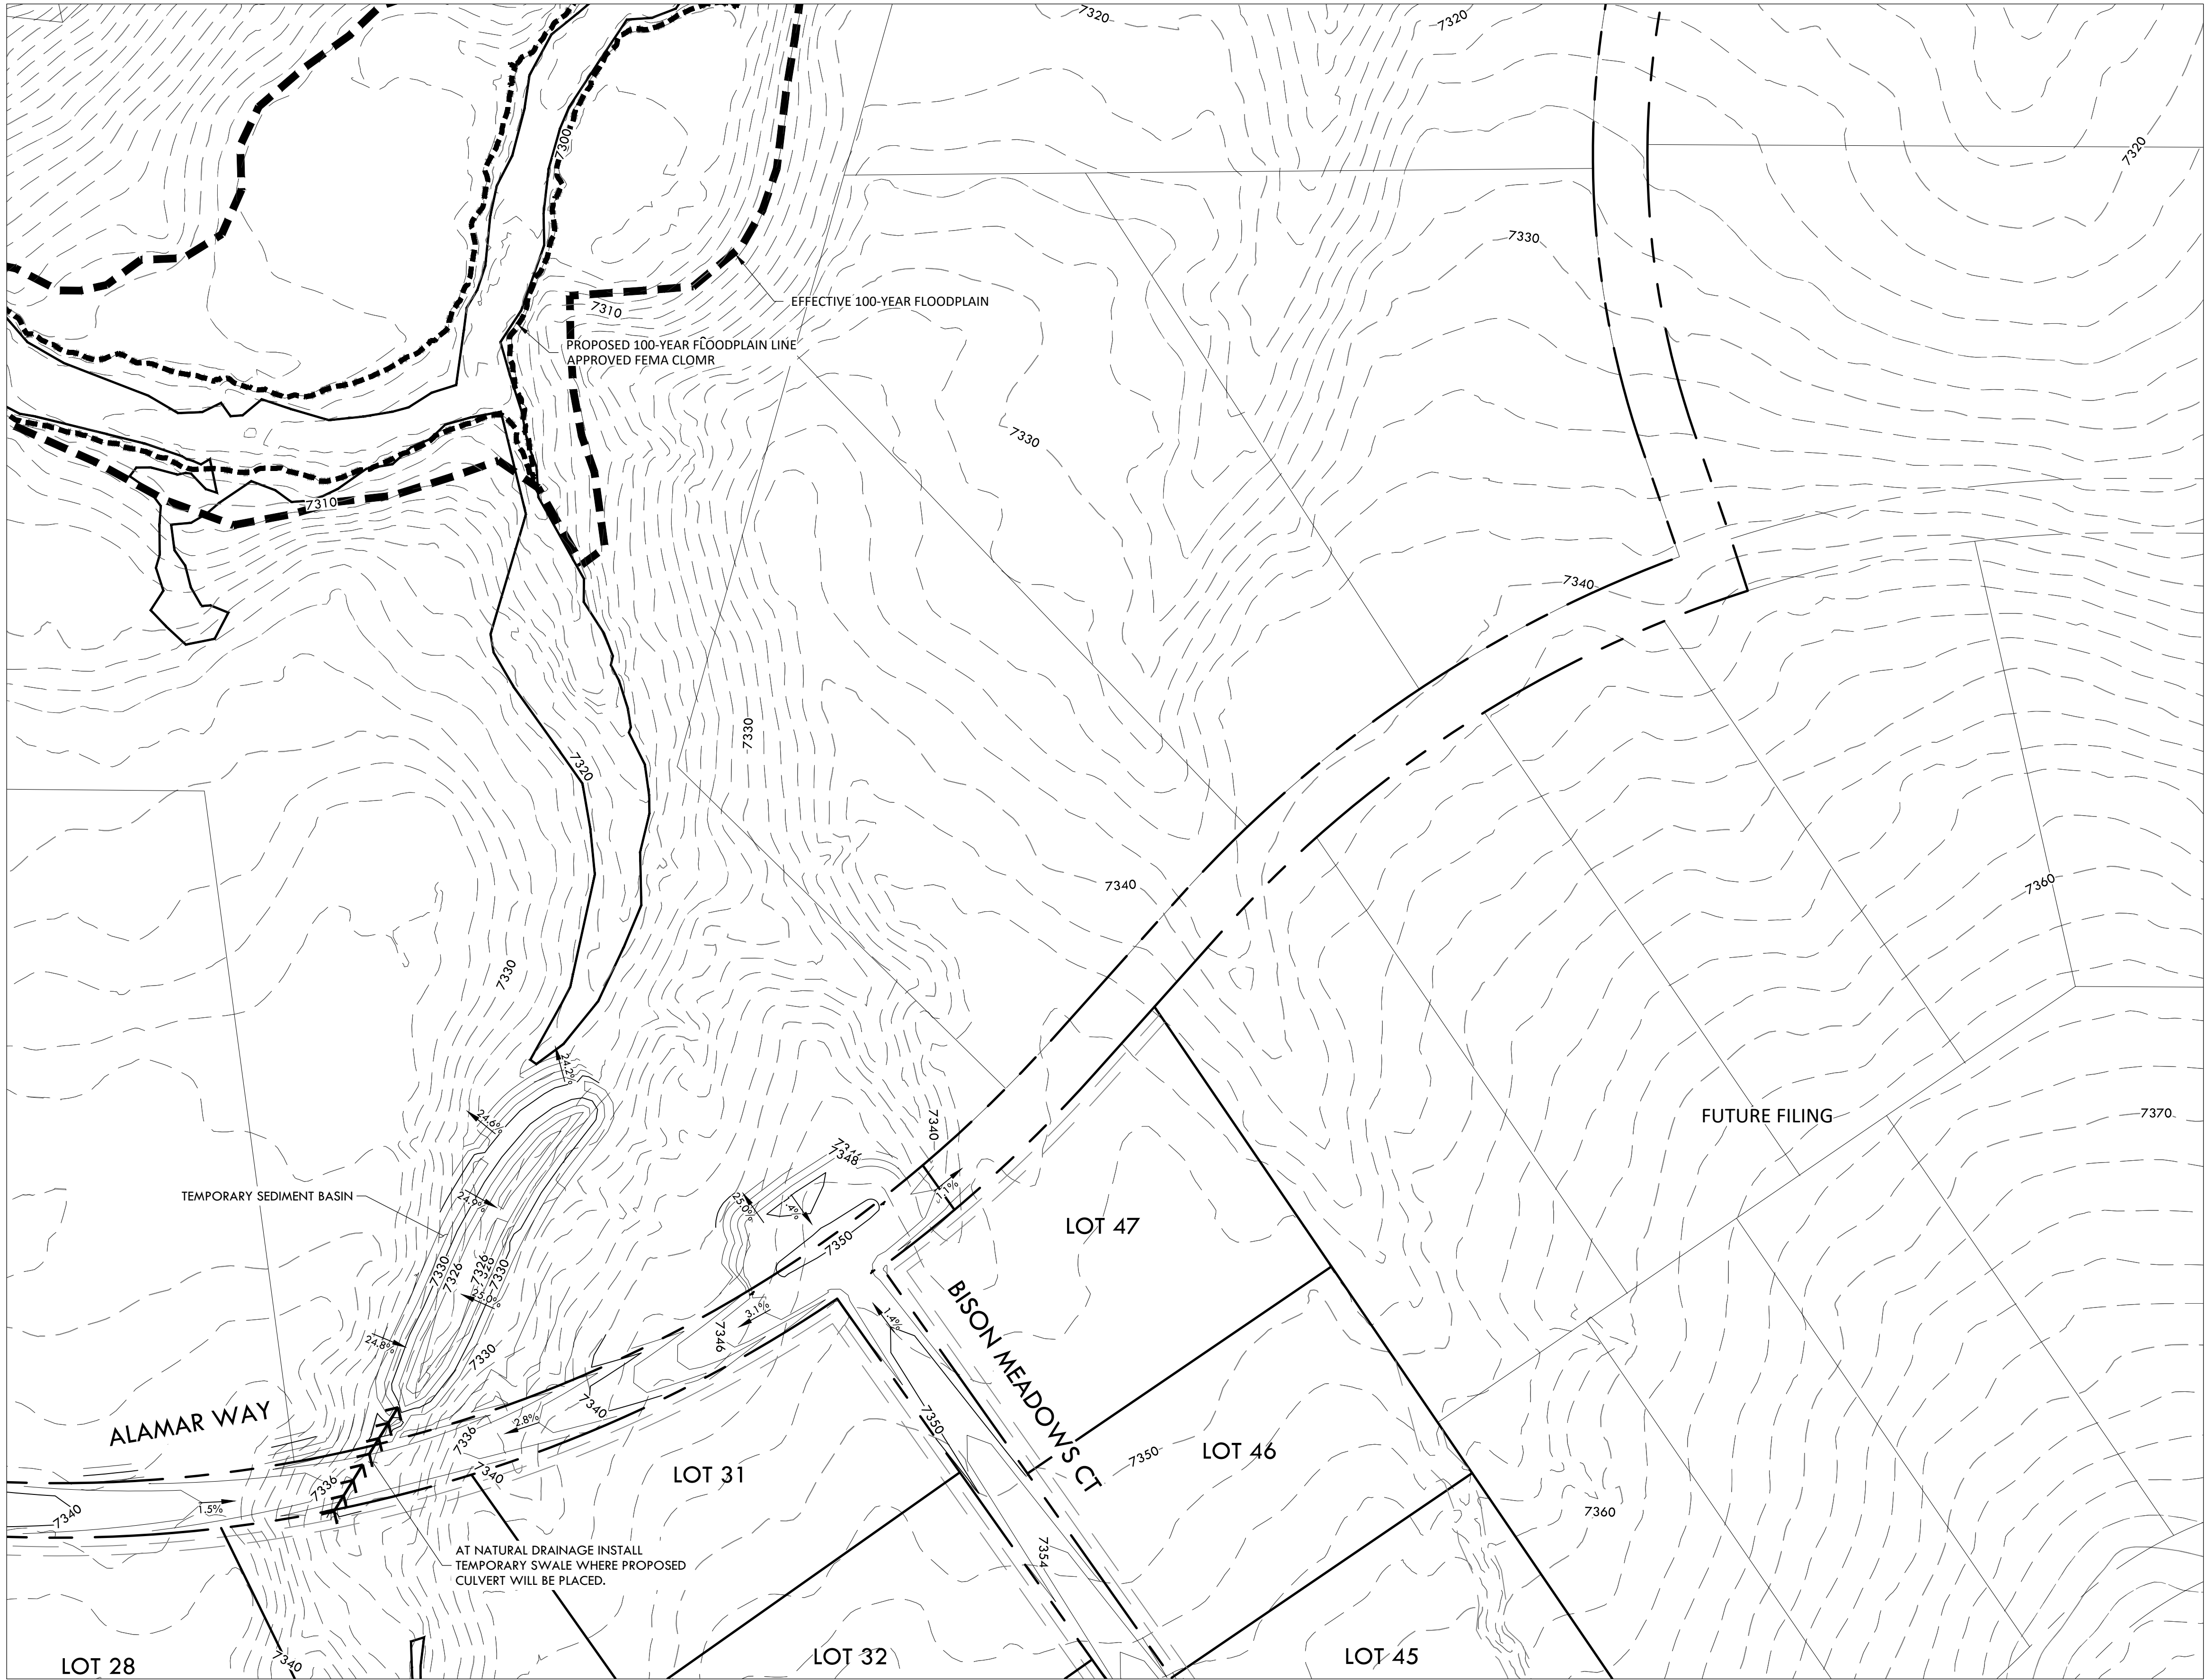 7320
7320
7300
7320
7330
EFFECTIVE 100-YEAR FLOODPLAIN
7310
PROPOSED 100-YEAR FLOODPLAIN LINE
APPROVED FEMA CLOMR
7330
7310
7340
7330
7320
7340
7360
7330
24.2%
24.6%
FUTURE FILING
7370
7340
7348
TEMPORARY SEDIMENT BASIN
24.9%
25.0%
LOT 47
7350
7330
7326
7326
7330
25.0%
3.1%
1.4%
BISON MEADOWS CT
24.8%
7346
7330
ALAMAR WAY
7340
2.8%
7350
7336
7350
LOT 46
LOT 31
7340
7336
1.5%
7340
7360
AT NATURAL DRAINAGE INSTALL
TEMPORARY SWALE WHERE PROPOSED
CULVERT WILL BE PLACED.
7354
LOT 28
7340
LOT 32
LOT 45